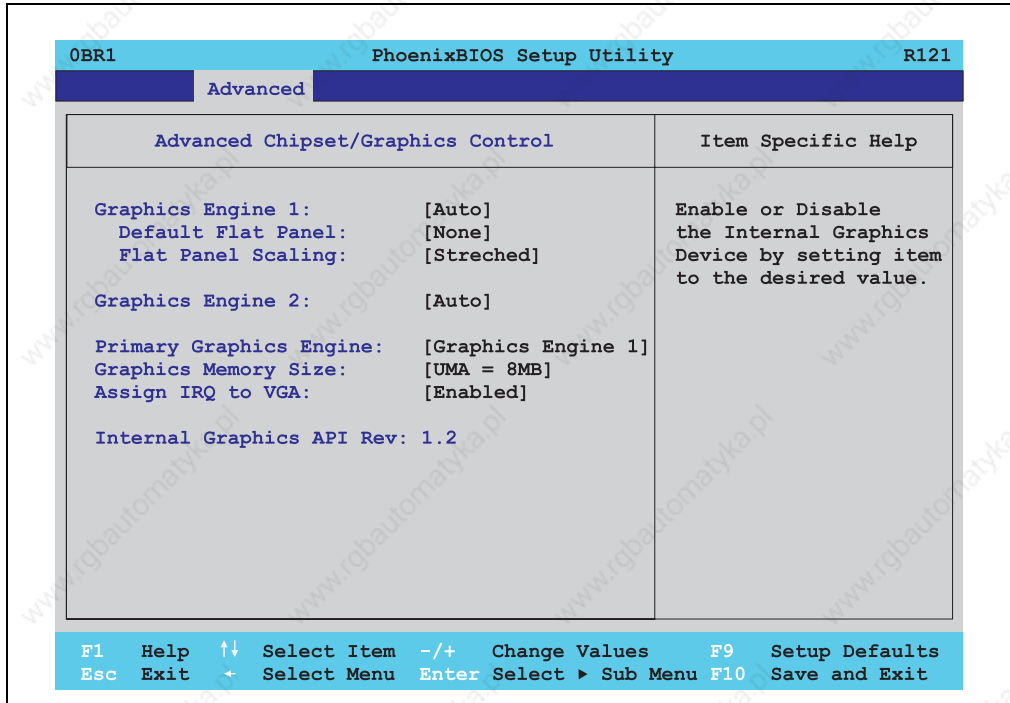 0BR1 PhoenixBIOS Setup Utility R121
Advanced
Advanced Chipset/Graphics Control
Item Specific Help
Graphics Engine 1: [Auto]
Default Flat Panel: [None]
Flat Panel Scaling: [Streched]
Graphics Engine 2: [Auto]
Primary Graphics Engine: [Graphics Engine 1]
Graphics Memory Size: [UMA = 8MB]
Assign IRQ to VGA: [Enabled]
Internal Graphics API Rev: 1.2
Enable or Disable
the Internal Graphics
Device by setting item
to the desired value.
F1 Help ↑↓ Select Item -/+ Change Values F9 Setup Defaults
Esc Exit ← Select Menu Enter Select ▶ Sub Menu F10 Save and Exit
www.rgbautomatyka.pl